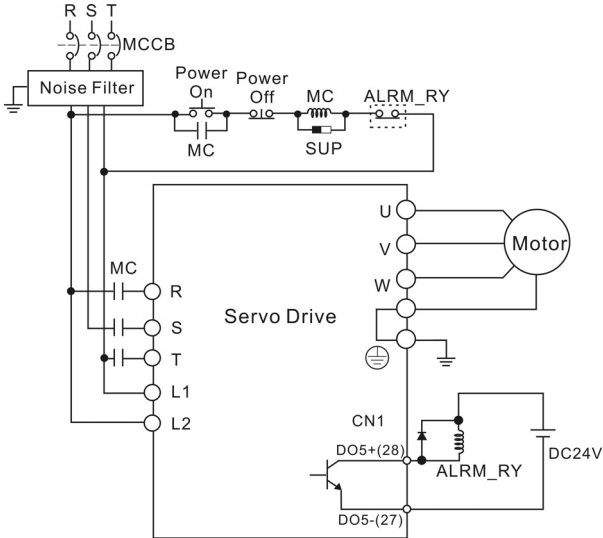 R S T
MCCB
Noise Filter
Power On
Power Off
MC
ALRM_RY
MC
SUP
U
V
W
Motor
MC
R
S
T
L1
L2
Servo Drive
CN1
DO5+(28)
DO5-(27)
ALRM_RY
DC24V